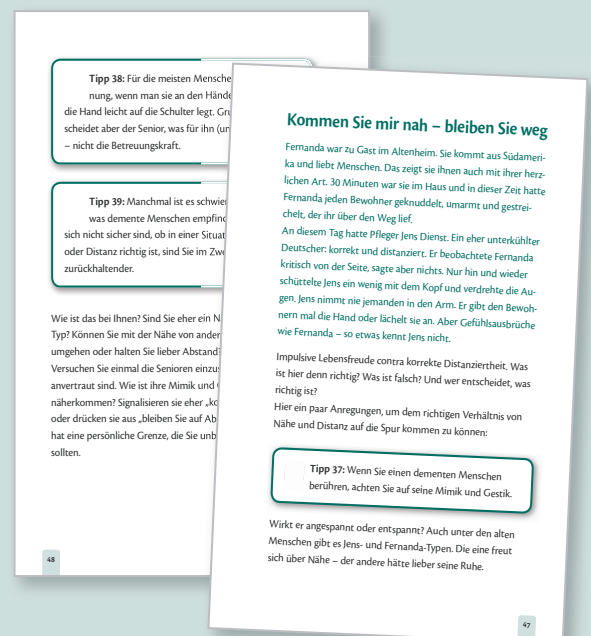 Tipp 38: Für die meisten Mensche
nung, wenn man sie an den Hände
die Hand leicht auf die Schulter legt.
scheidet aber der Senior, was für ihn
– nicht die Betreuungskraft.
Tipp 39: Manchmal ist es schwie
was demente Menschen
sich nicht sicher sind, ob in einer
oder Distanz richtig ist, sind Sie im
zurückhaltender.
Wie ist das bei Ihnen? Sind Sie eher ein
Typ? Können Sie mit der Nähe von
umgehen oder halten Sie lieber Abstand?
Versuchen Sie einmal die Senioren
anvertraut sind. Wie ist ihre Mimik und
näherkommen? Signalisieren sie eher
oder drücken sie aus „bleiben Sie auf
hat eine persönliche Grenze, die Sie
sollten.
48
Kommen Sie mir nah – bleiben Sie weg
Fernanda war zu Gast im Altenheim. Sie kommt aus Südameri-
ka und liebt Menschen. Das zeigt sie ihnen auch mit ihrer herz-
lichen Art. 30 Minuten war sie im Haus und in dieser Zeit hatte
Fernanda jeden Bewohner geknuddelt, umarmt und gestrei-
chelt, der ihr über den Weg lief.
An diesem Tag hatte Pfleger Jens Dienst. Ein eher unterkühlter
Deutscher: korrekt und distanziert. Er beobachtete Fernanda
kritisch von der Seite, sagte aber nichts. Nur hin und wieder
schüttelte Jens ein wenig mit dem Kopf und verdrehte die Au-
gen. Jens nimmt nie jemanden in den Arm. Er gibt den Bewoh-
nern mal die Hand oder lächelt sie an. Aber Gefühlsausbrüche
wie Fernanda – so etwas kennt Jens nicht.
Impulsive Lebensfreude contra korrekte Distanziertheit. Was
ist hier denn richtig? Was ist falsch? Und wer entscheidet, was
richtig ist?
Hier ein paar Anregungen, um dem richtigen Verhältnis von
Nähe und Distanz auf die Spur kommen zu können:
Tipp 37: Wenn Sie einen dementen Menschen
berühren, achten Sie auf seine Mimik und Gestik.
Wirkt er angespannt oder entspannt? Auch unter den alten
Menschen gibt es Jens- und Fernanda-Typen. Die eine freut
sich über Nähe – der andere hätte lieber seine Ruhe.
47